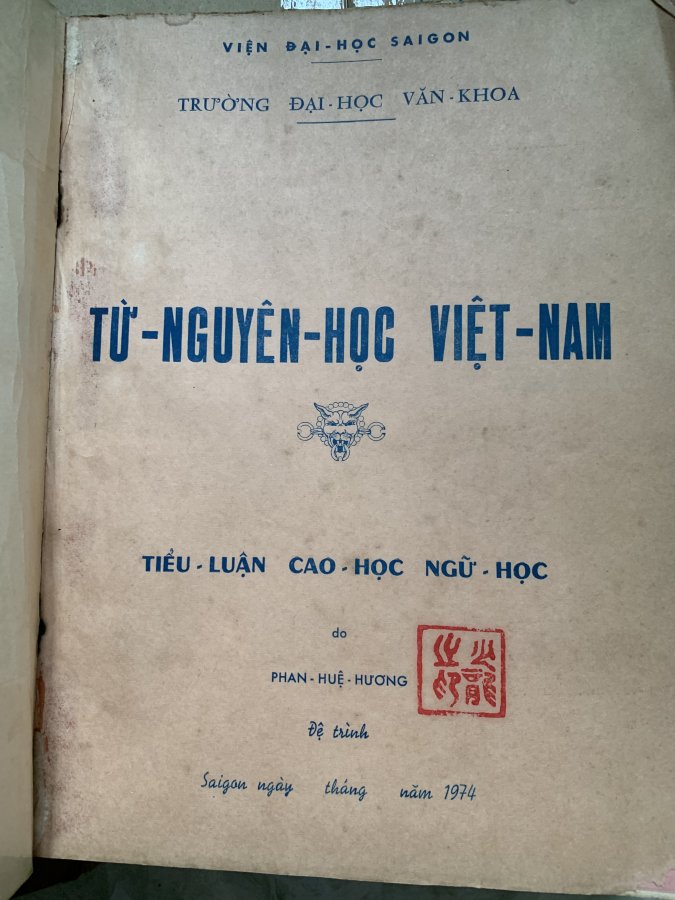 VIỆN ĐẠI-HỌC SAIGON
TRƯỜNG ĐẠI-HỌC VĂN-KHOA
TỪ-NGUYÊN-HỌC VIỆT-NAM
TIỂU-LUẬN CAO-HỌC NGỮ-HỌC
do
PHAN-HUỆ-HƯƠNG
Đệ trình
Saigon ngày tháng năm 1974